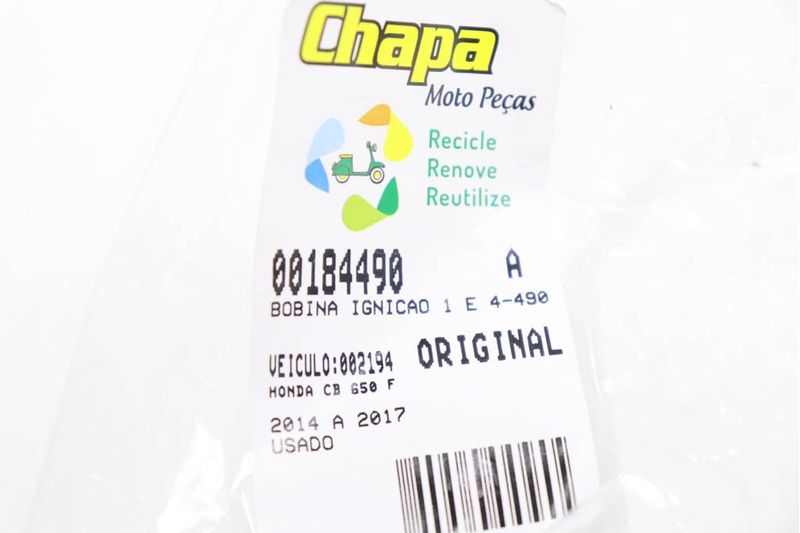 Chapa
Moto Peças
Recicle
Renove
Reutilize
00184490 A
BOBINA IGNICAO 1 E 4-490
VEICULO:002194 ORIGINAL
HONDA CB 650 F
2014 A 2017
USADO